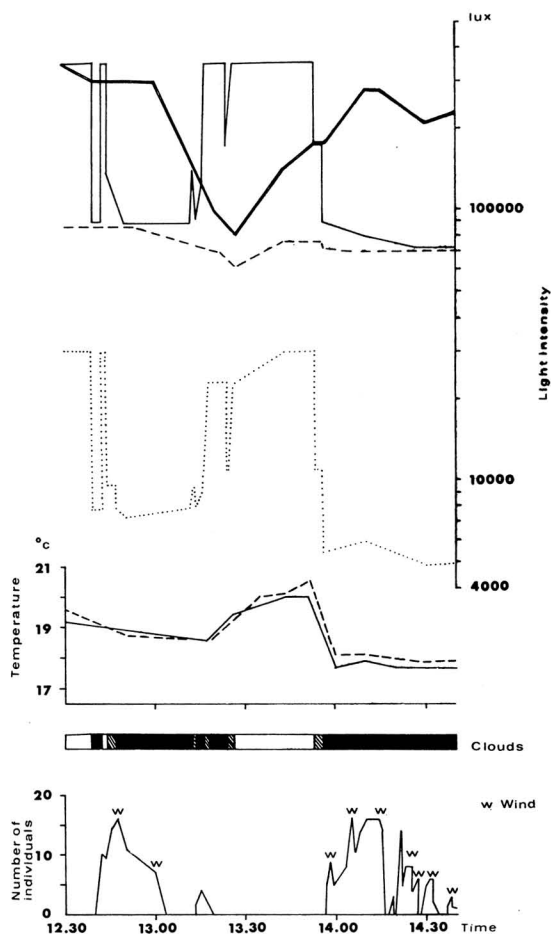 lux
100000
Light intensity
10000
4000
°c
21
19
17
Temperature
Clouds
w Wind
20
10
0
Number of
individuals
w
w
w
w
w
w
w
w
w
12.30
13.00
13.30
14.00
14.30
Time